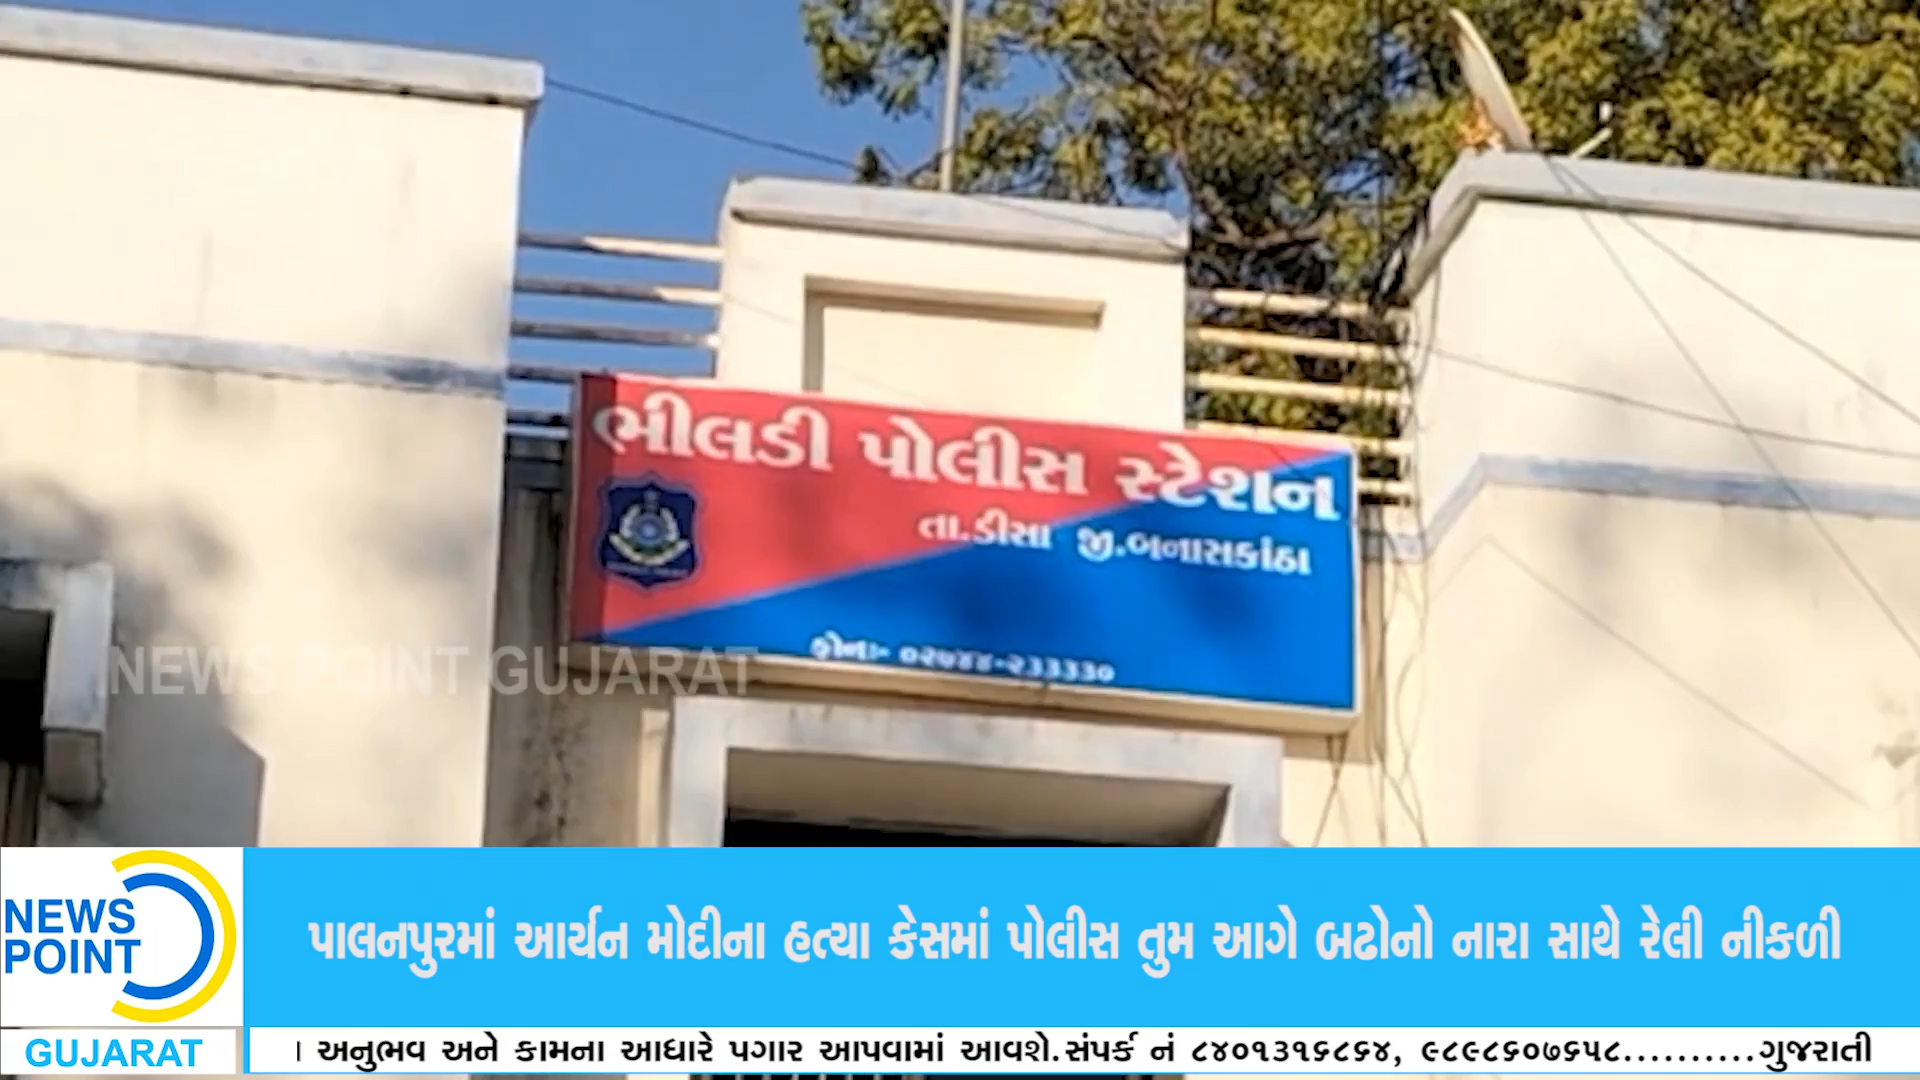 ભીલડી પોલીસ સ્ટેશન
તા.ડીસા જી.બનાસકાંઠા
ફોનઃ- ૦૨૭૪૪-૨૩૩૩૩૦
NEWS POINT GUJARAT
NEWS
POINT
પાલનપુરમાં આર્યન મોદીના હત્યા કેસમાં પોલીસ તુમ આગે બઢોનો નારા સાથે રેલી નીકળી
GUJARAT
। અનુભવ અને કામના આધારે પગાર આપવામાં આવશે.સંપર્ક નં ૮૪૦૧૩૧૬૮૬૪, ૯૮૯૮૬૦૭૬૫૮..........ગુજરાતી